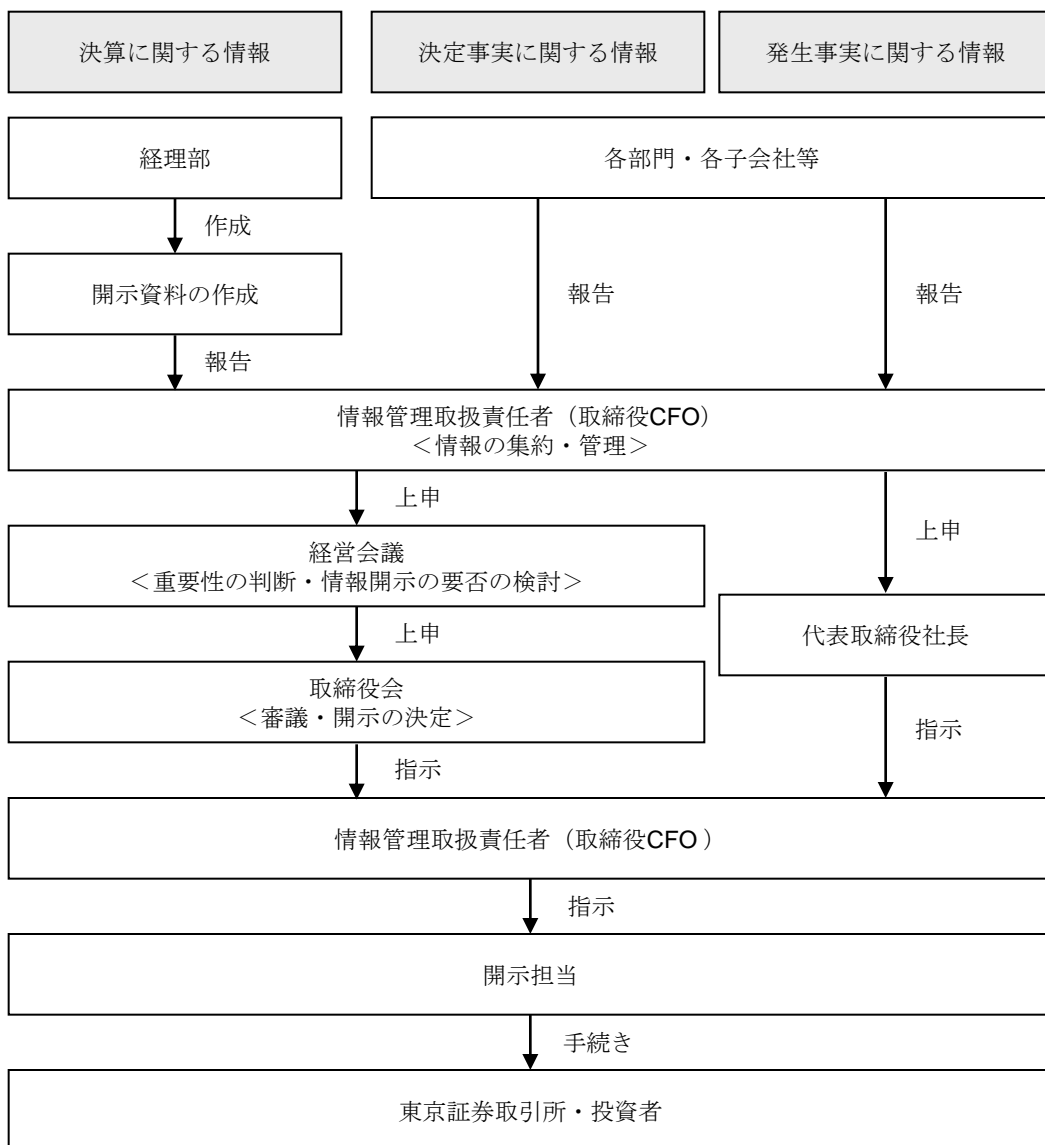 決算に関する情報
決定事実に関する情報
発生事実に関する情報
経理部
各部門・各子会社等
作成
開示資料の作成
報告
報告
報告
情報管理取扱責任者（取締役CFO）
＜情報の集約・管理＞
上申
上申
経営会議
＜重要性の判断・情報開示の要否の検討＞
上申
代表取締役社長
取締役会
＜審議・開示の決定＞
指示
指示
情報管理取扱責任者（取締役CFO ）
指示
開示担当
手続き
東京証券取引所・投資者